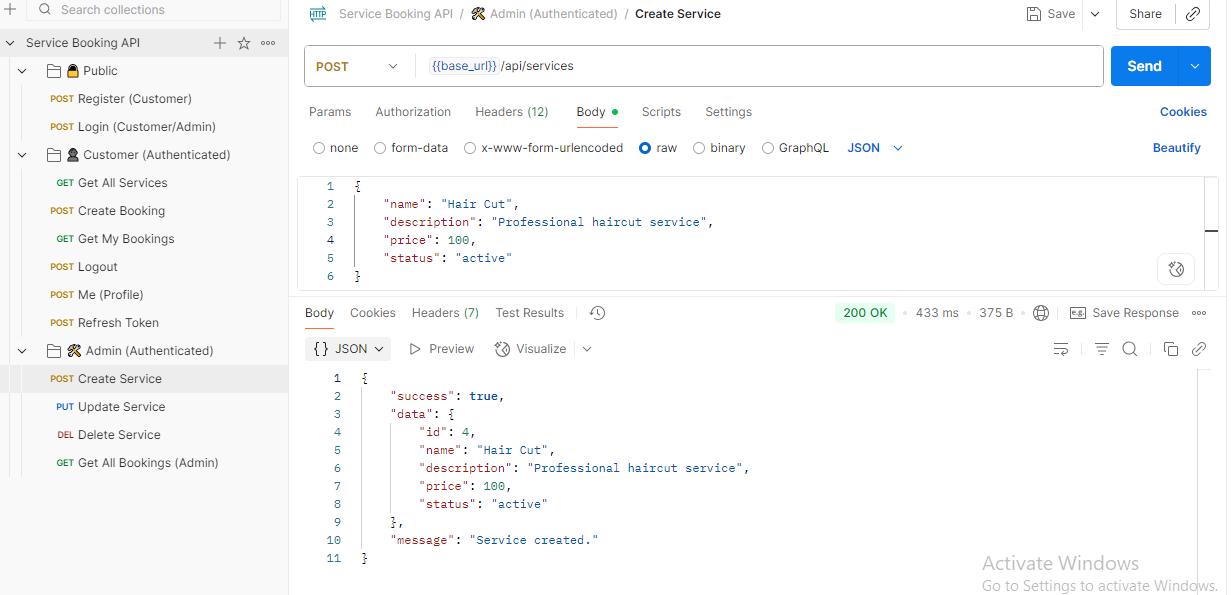 Search collections
Service Booking API
Public
POST Register (Customer)
POST Login (Customer/Admin)
Customer (Authenticated)
GET Get All Services
POST Create Booking
GET Get My Bookings
POST Logout
POST Me (Profile)
POST Refresh Token
Admin (Authenticated)
POST Create Service
PUT Update Service
DEL Delete Service
GET Get All Bookings (Admin)
HTTP Service Booking API / Admin (Authenticated) / Create Service Save Share
POST {{base_url}} /api/services Send
Params Authorization Headers (12) Body Scripts Settings Cookies
none form-data x-www-form-urlencoded raw binary GraphQL JSON Beautify
1 {
2 "name": "Hair Cut",
3 "description": "Professional haircut service",
4 "price": 100,
5 "status": "active"
6 }
Body Cookies Headers (7) Test Results 200 OK 433 ms 375 B e.g. Save Response
{} JSON Preview Visualize
1 {
2 "success": true,
3 "data": {
4 "id": 4,
5 "name": "Hair Cut",
6 "description": "Professional haircut service",
7 "price": 100,
8 "status": "active"
9 },
10 "message": "Service created."
11 }
Activate Windows
Go to Settings to activate Windows.